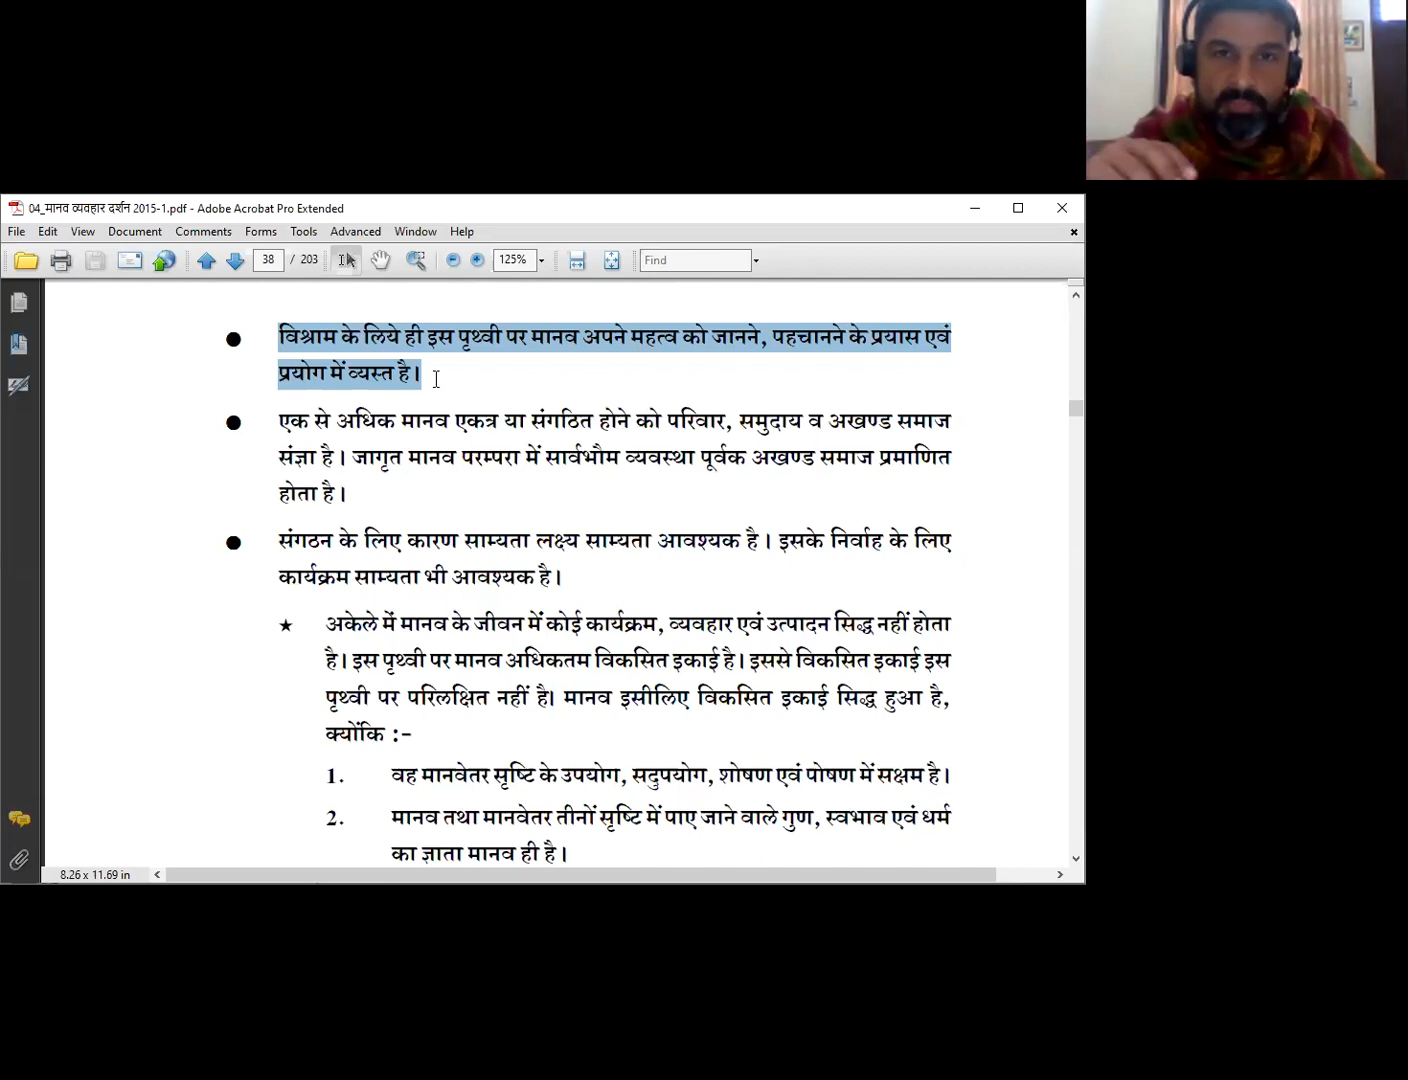 04_मानव व्यवहार दर्शन 2015-1.pdf - Adobe Acrobat Pro Extended
File Edit View Document Comments Forms Tools Advanced Window Help
38 / 203 125% Find
विश्राम के लिये ही इस पृथ्वी पर मानव अपने महत्व को जानने, पहचानने के प्रयास एवं
प्रयोग में व्यस्त है।
एक से अधिक मानव एकत्र या संगठित होने को परिवार, समुदाय व अखण्ड समाज
संज्ञा है। जागृत मानव परम्परा में सार्वभौम व्यवस्था पूर्वक अखण्ड समाज प्रमाणित
होता है।
संगठन के लिए कारण साम्यता लक्ष्य साम्यता आवश्यक है। इसके निर्वाह के लिए
कार्यक्रम साम्यता भी आवश्यक है।
अकेले में मानव के जीवन में कोई कार्यक्रम, व्यवहार एवं उत्पादन सिद्ध नहीं होता
है। इस पृथ्वी पर मानव अधिकतम विकसित इकाई है। इससे विकसित इकाई इस
पृथ्वी पर परिलक्षित नहीं है। मानव इसीलिए विकसित इकाई सिद्ध हुआ है,
क्योंकि :-
1. वह मानवेतर सृष्टि के उपयोग, सदुपयोग, शोषण एवं पोषण में सक्षम है।
2. मानव तथा मानवेतर तीनों सृष्टि में पाए जाने वाले गुण, स्वभाव एवं धर्म
का ज्ञाता मानव ही है।
8.26 x 11.69 in